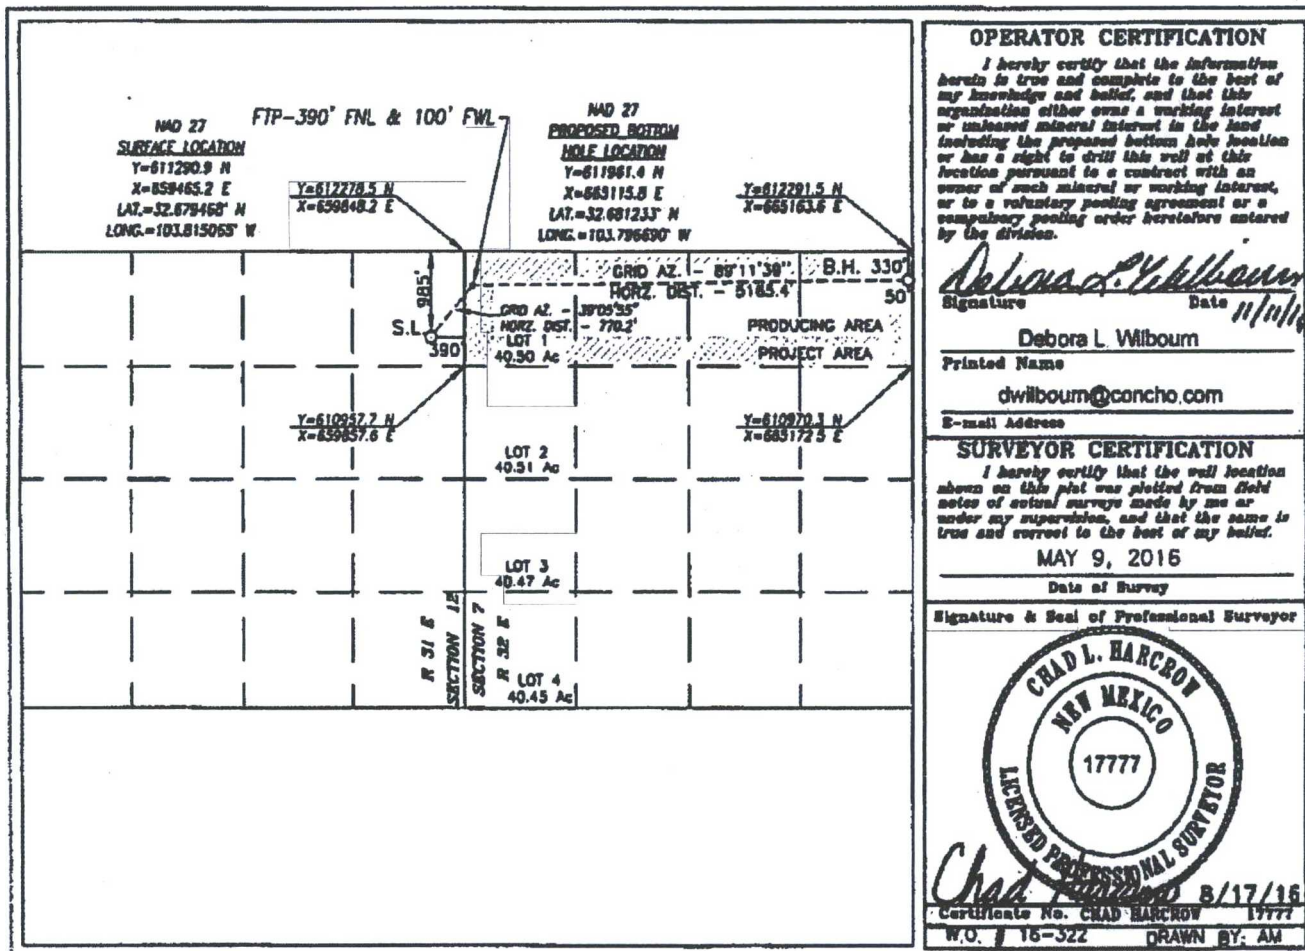 NAD 27
SURFACE LOCATION
Y=611290.9 N
X=659465.2 E
LAT.=32.679468° N
LONG.=103.815065° W
FTP-390' FNL & 100' FWL
NAD 27
PROPOSED BOTTOM
HOLE LOCATION
Y=611961.4 N
X=665115.8 E
LAT.=32.681233° N
LONG.=103.796690° W
Y=612278.5 N
X=659848.2 E
Y=612291.5 N
X=665163.6 E
GRID AZ. - 89°11'39"
HORZ. DIST. - 5165.4'
B.H. 330'
50'
985'
S.L.
390'
GRID AZ. - 39°05'55"
HORZ. DIST. - 770.2'
LOT 1
40.50 Ac
PRODUCING AREA
PROJECT AREA
Y=610957.7 N
X=659857.6 E
Y=610970.3 N
X=665172.5 E
LOT 2
40.51 Ac
LOT 3
40.47 Ac
R 31 E
SECTION 12
SECTION 7
R 32 E
LOT 4
40.45 Ac
OPERATOR CERTIFICATION
I hereby certify that the information
herein is true and complete to the best of
my knowledge and belief, and that this
organization either owns a working interest
or unleased mineral interest in the land
including the proposed bottom hole location
or has a right to drill this well at this
location pursuant to a contract with an
owner of such mineral or working interest,
or to a voluntary pooling agreement or a
compulsory pooling order heretofore entered
by the division.
Debora L. Wilbourn 11/11/16
Signature Date
Debora L. Wilbourn
Printed Name
dwilbourn@concho.com
E-mail Address
SURVEYOR CERTIFICATION
I hereby certify that the well location
shown on this plat was plotted from field
notes of actual surveys made by me or
under my supervision, and that the same is
true and correct to the best of my belief.
MAY 9, 2016
Date of Survey
Signature & Seal of Professional Surveyor
CHAD L. HARCROW
NEW MEXICO
17777
LICENSED PROFESSIONAL SURVEYOR
Chad Harcrow 8/17/16
Certificate No. CHAD HARCROW 17777
W.O. # 16-322 DRAWN BY: AM